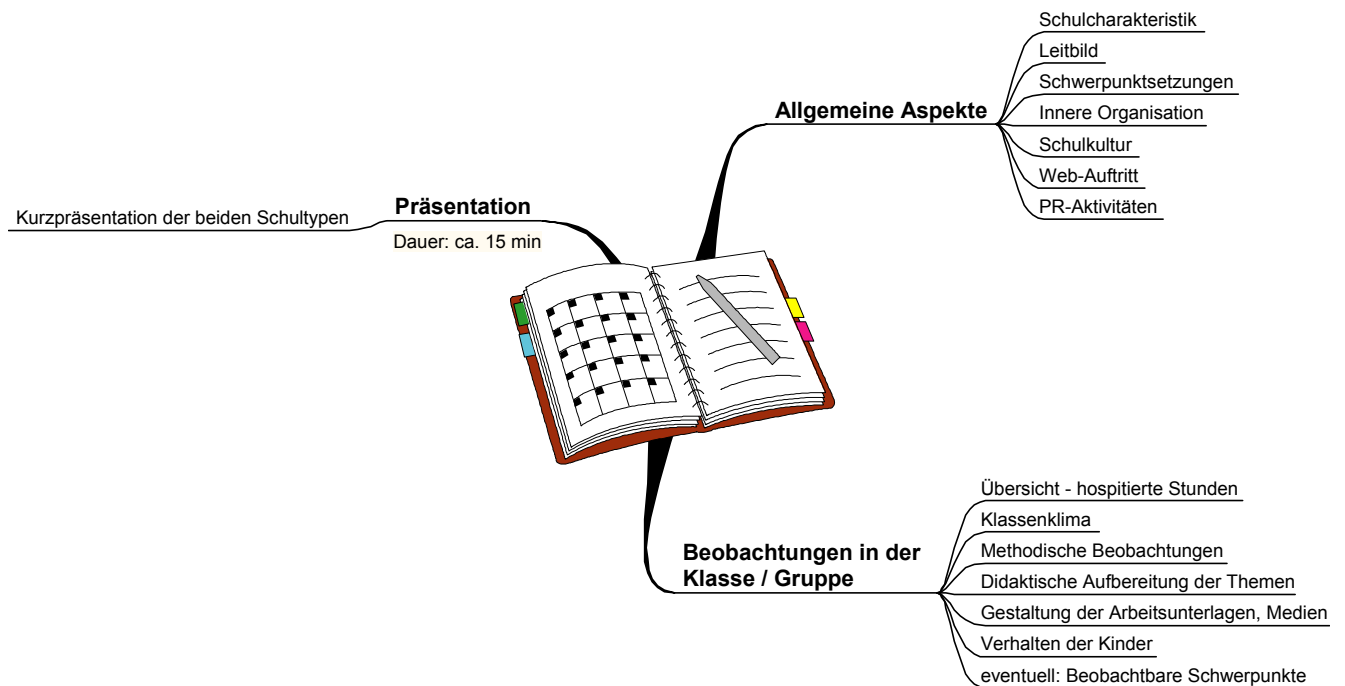 Schulcharakteristik
Leitbild
Schwerpunktsetzungen
Allgemeine Aspekte
Innere Organisation
Schulkultur
Web-Auftritt
PR-Aktivitäten
Präsentation
Kurzpräsentation der beiden Schultypen
Dauer: ca. 15 min
Übersicht - hospitierte Stunden
Klassenklima
Beobachtungen in der
Klasse / Gruppe
Methodische Beobachtungen
Didaktische Aufbereitung der Themen
Gestaltung der Arbeitsunterlagen, Medien
Verhalten der Kinder
eventuell: Beobachtbare Schwerpunkte